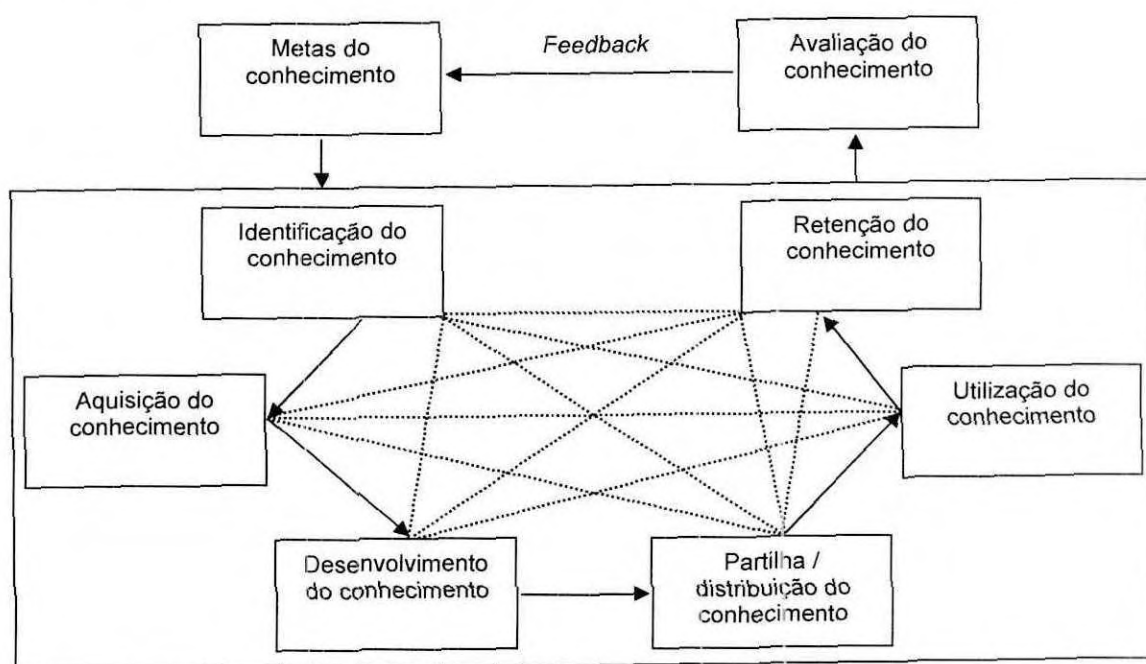 Metas do
conhecimento
Feedback
Avaliação do
conhecimento
Identificação do
conhecimento
Retenção do
conhecimento
Aquisição do
conhecimento
Utilização do
conhecimento
Desenvolvimento
do conhecimento
Partilha /
distribuição do
conhecimento